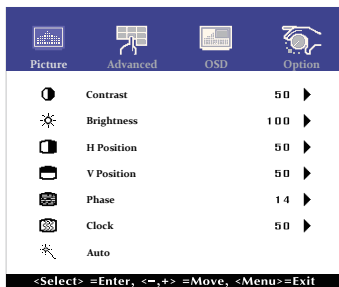 Picture Advanced OSD Option
Contrast 50
Brightness 100
H Position 50
V Position 50
Phase 14
Clock 50
Auto
<Select> =Enter, <−,+> =Move, <Menu>=Exit